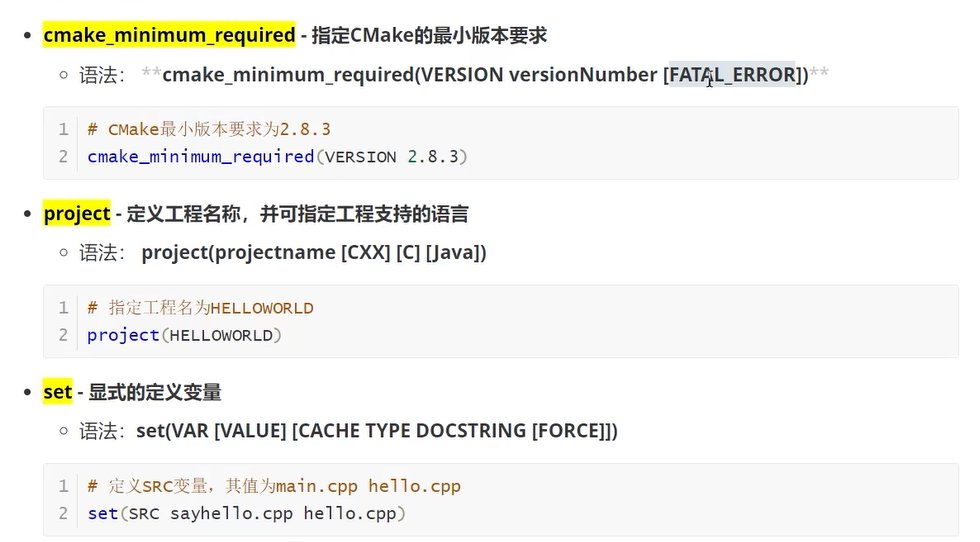 cmake_minimum_required - 指定CMake的最小版本要求
语法： **cmake_minimum_required(VERSION versionNumber [FATAL_ERROR])**
1 # CMake最小版本要求为2.8.3
2 cmake_minimum_required(VERSION 2.8.3)
project - 定义工程名称，并可指定工程支持的语言
语法： project(projectname [CXX] [C] [Java])
1 # 指定工程名为HELLOWORLD
2 project(HELLOWORLD)
set - 显式的定义变量
语法：set(VAR [VALUE] [CACHE TYPE DOCSTRING [FORCE]])
1 # 定义SRC变量，其值为main.cpp hello.cpp
2 set(SRC sayhello.cpp hello.cpp)